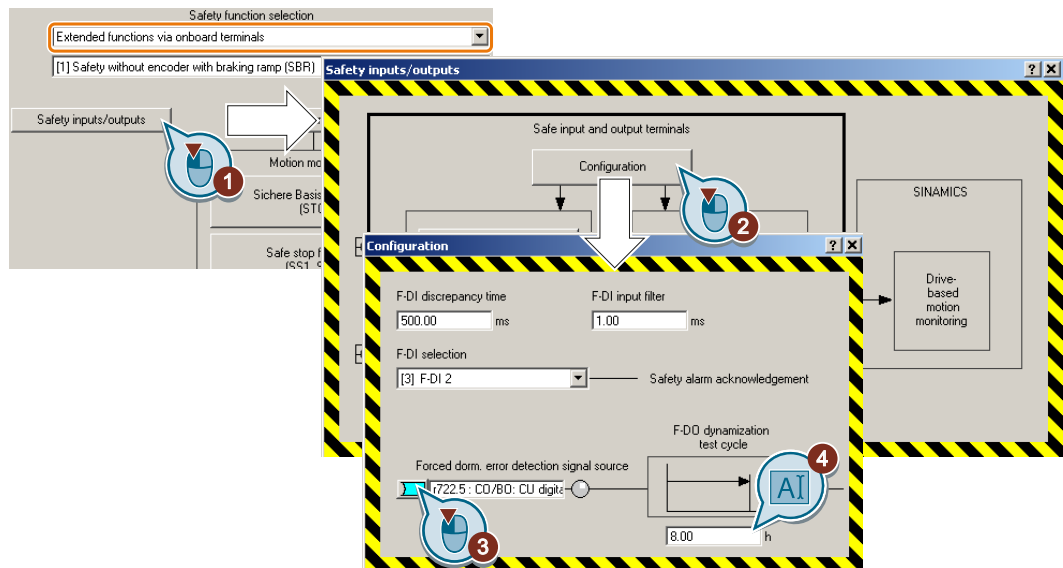 Safety function selection
Extended functions via onboard terminals
[1] Safety without encoder with braking ramp (SBR)
Safety inputs/outputs
1
Motion mo
Sichere Basis
(STO
Safe stop f
(SS1, S
Safety inputs/outputs
Safe input and output terminals
Configuration
2
SINAMICS
Drive-
based
motion
monitoring
Configuration
F-DI discrepancy time
F-DI input filter
500.00 ms
1.00 ms
F-DI selection
[3] F-DI 2
Safety alarm acknowledgement
F-DO dynamization
test cycle
Forced dorm. error detection signal source
r722.5 : CO/BO: CU digita
3
AI
4
8.00 h